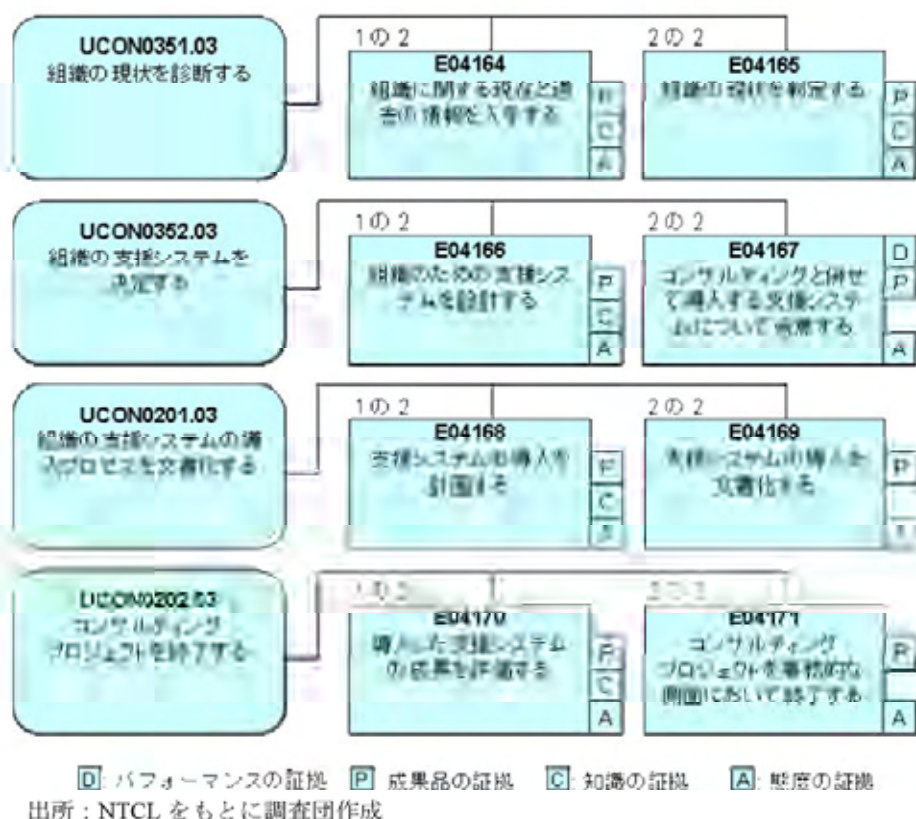 UCON0351.03
組織の現状を診断する
1の2
E04164
組織に関する現在と過
去の情報を入手する
P
C
A
2の2
E04165
組織の現状を判定する
P
C
A
UCON0352.03
組織の支援システムを
決定する
1の2
E04166
組織のための支援シス
テムを設計する
P
C
A
2の2
E04167
コンサルティングと併せ
て導入する支援システ
ムについて合意する
D
P
A
UCON0201.03
組織の支援システムの導
入プロセスを文書化する
1の2
E04168
支援システムの導入を
計画する
P
C
2の2
E04169
支援システムの導入を
文書化する
P
UCON0202.03
コンサルティング
プロジェクトを終了する
1の2
E04170
導入した支援システム
の成果を評価する
P
C
A
2の2
E04171
コンサルティング
プロジェクトを事務的な
側面において終了する
P
A
D: パフォーマンスの証拠 P 成果品の証拠 C: 知識の証拠 A: 態度の証拠
出所：NTCL をもとに調査団作成